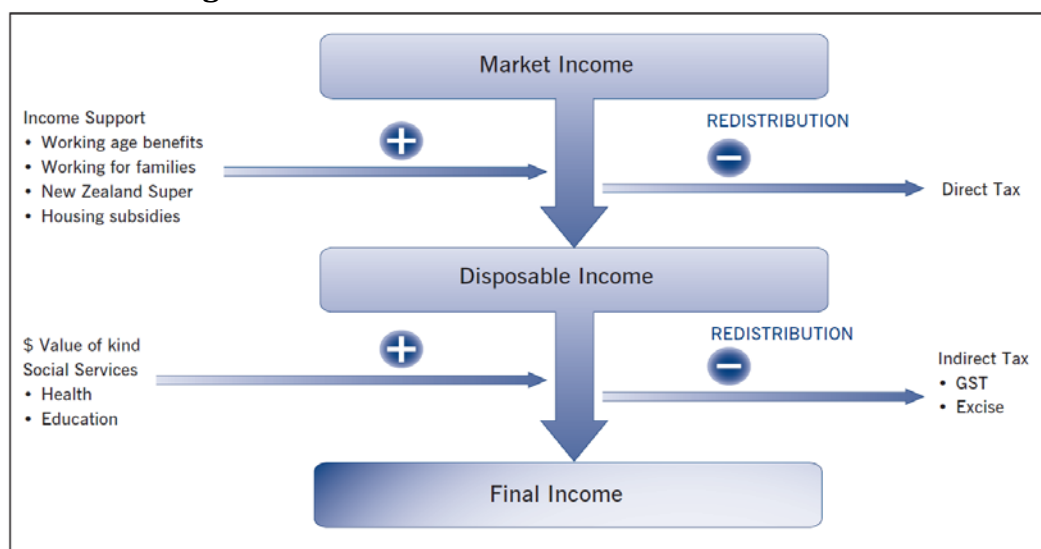 Market Income
Income Support
• Working age benefits
• Working for families
• New Zealand Super
• Housing subsidies
+
REDISTRIBUTION
−
Direct Tax
Disposable Income
$ Value of kind
Social Services
• Health
• Education
+
REDISTRIBUTION
−
Indirect Tax
• GST
• Excise
Final Income